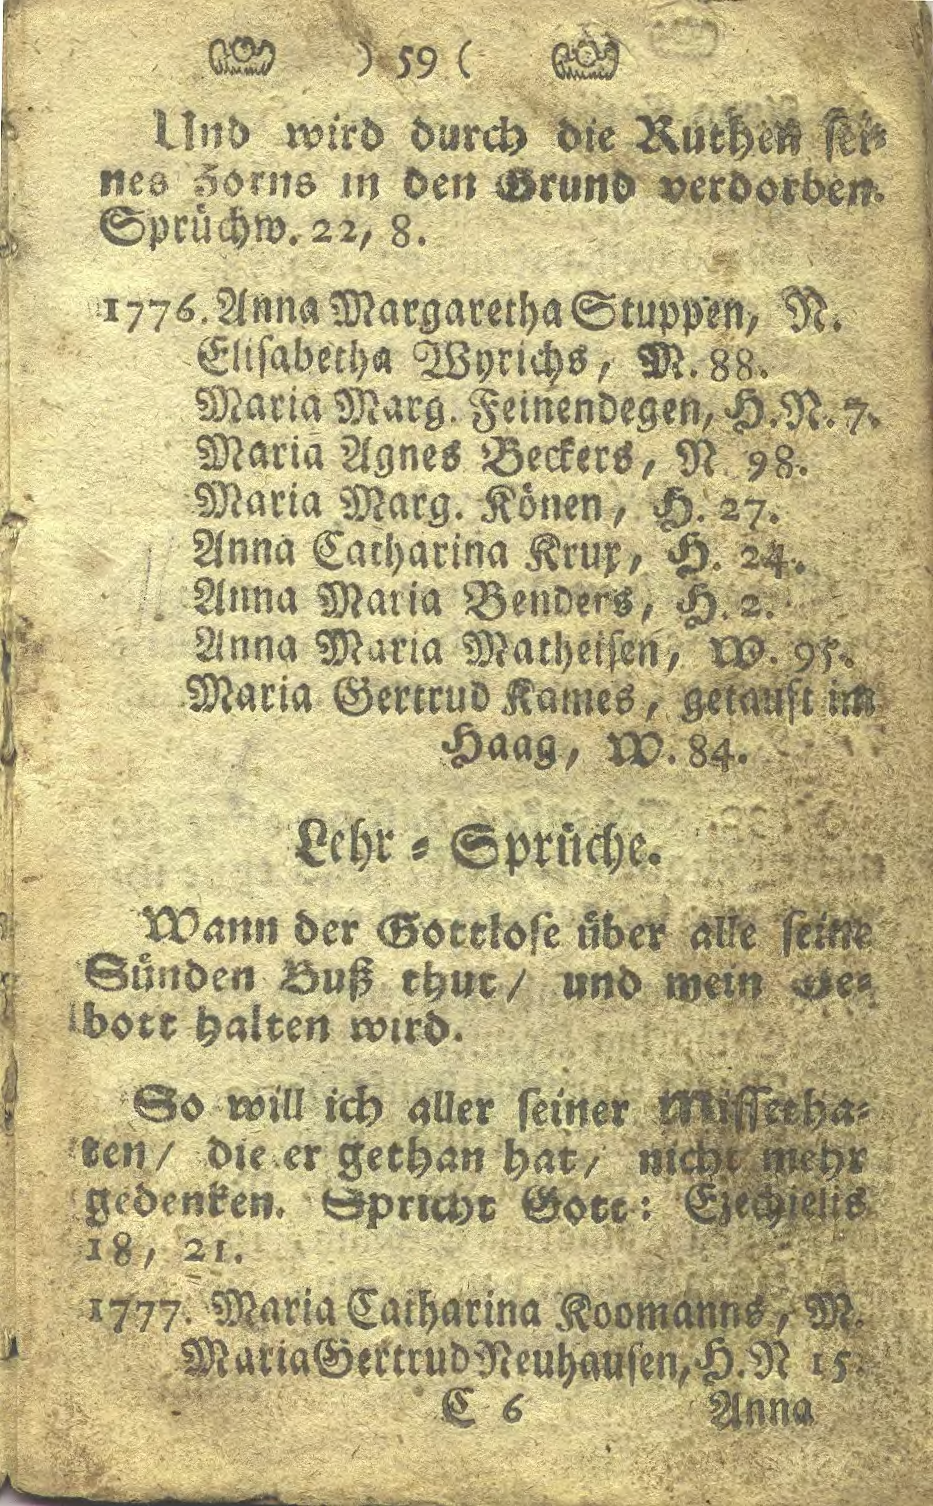 ) 59 (
Und wird durch die Ruthen sei-
nes Zorns in den Grund verdorben.
Sprüchw. 22, 8.
1776. Anna Margaretha Stuppen, N.
Elisabetha Wyrichs, N. 88.
Maria Marg. Feinendegen, H. N. 7.
Maria Agnes Beckers, N. 98.
Maria Marg. Könen, H. 27.
Anna Catharina Krux, H. 24.
Anna Maria Benders, H. 2.
Anna Maria Matheisen, W. 95.
Maria Gertrud Kames, getauft im
Haag, W. 84.
Lehr - Sprüche.
Wann der Gottlose über alle seine
Sünden Buß thut / und mein Ge-
bott halten wird.
So will ich aller seiner Missetha-
ten / die er gethan hat / nicht mehr
gedenken. Spricht Gott: Ezechielis
18, 21.
1777. Maria Catharina Koomanns, M.
Maria Gertrud Neuhausen, H. N 15.
C 6 Anna